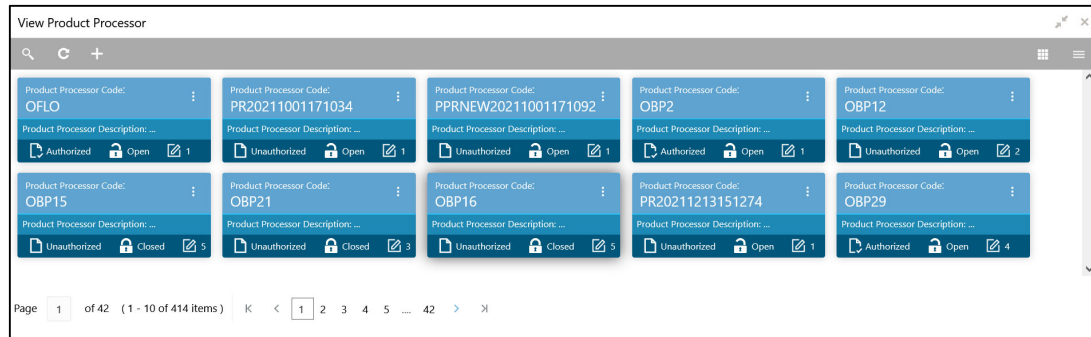 View Product Processor
Product Processor Code:
OFLO
Product Processor Description: ...
Authorized Open 1
Product Processor Code:
PR20211001171034
Product Processor Description: ...
Unauthorized Open 1
Product Processor Code:
PPRNEW20211001171092
Product Processor Description: ...
Unauthorized Open 1
Product Processor Code:
OBP2
Product Processor Description: ...
Authorized Open 1
Product Processor Code:
OBP12
Product Processor Description: ...
Unauthorized Open 2
Product Processor Code:
OBP15
Product Processor Description: ...
Unauthorized Closed 5
Product Processor Code:
OBP21
Product Processor Description: ...
Unauthorized Closed 3
Product Processor Code:
OBP16
Product Processor Description: ...
Unauthorized Closed 5
Product Processor Code:
PR20211213151274
Product Processor Description: ...
Unauthorized Open 1
Product Processor Code:
OBP29
Product Processor Description: ...
Authorized Open 4
Page 1 of 42 ( 1 - 10 of 414 items ) 1 2 3 4 5 .... 42